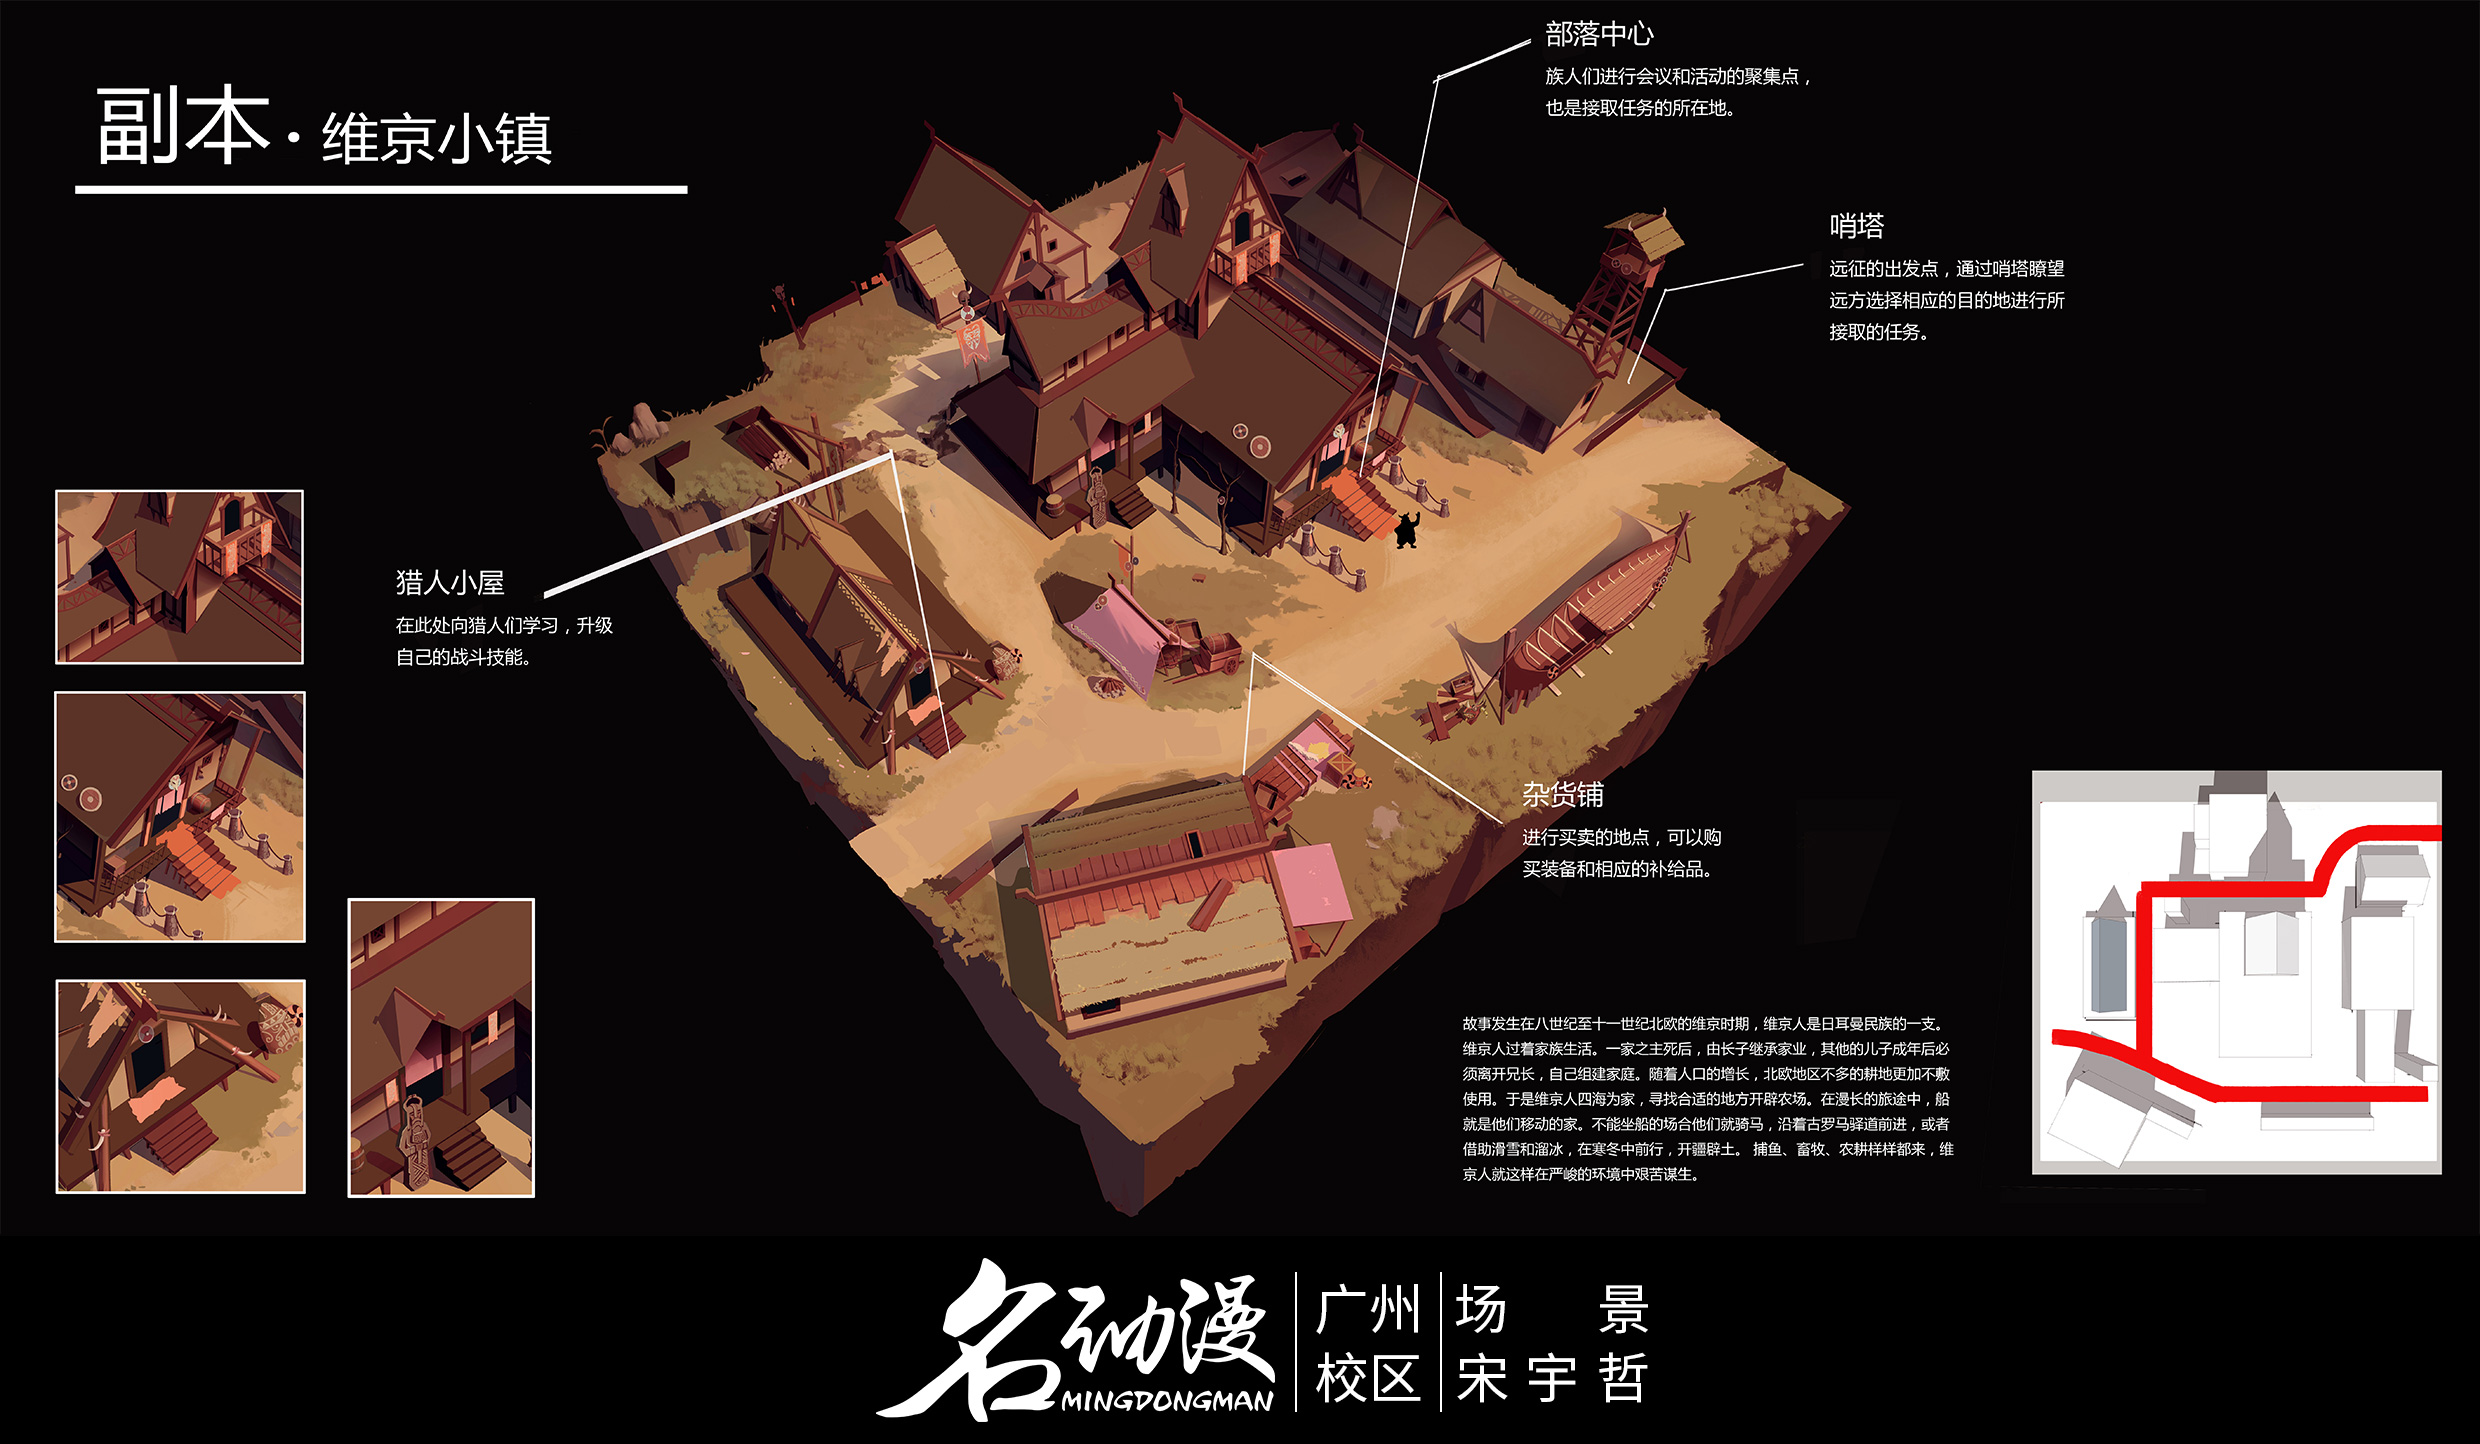 副本·维京小镇
部落中心
族人们进行会议和活动的聚集点，
也是接取任务的所在地。
哨塔
远征的出发点，通过哨塔瞭望
远方选择相应的目的地进行所
接取的任务。
猎人小屋
在此处向猎人们学习，升级
自己的战斗技能。
杂货铺
进行买卖的地点，可以购
买装备和相应的补给品。
故事发生在八世纪至十一世纪北欧的维京时期，维京人是日耳曼民族的一支。
维京人过着家族生活。一家之主死后，由长子继承家业，其他的儿子成年后必
须离开兄长，自己组建家庭。随着人口的增长，北欧地区不多的耕地更加不敷
使用。于是维京人四海为家，寻找合适的地方开辟农场。在漫长的旅途中，船
就是他们移动的家。不能坐船的场合他们就骑马，沿着古罗马驿道前进，或者
借助滑雪和溜冰，在寒冬中前行，开疆辟土。 捕鱼、畜牧、农耕样样都来，维
京人就这样在严峻的环境中艰苦谋生。
名动漫
MINGDONGMAN
广州
校区
场景
宋宇哲